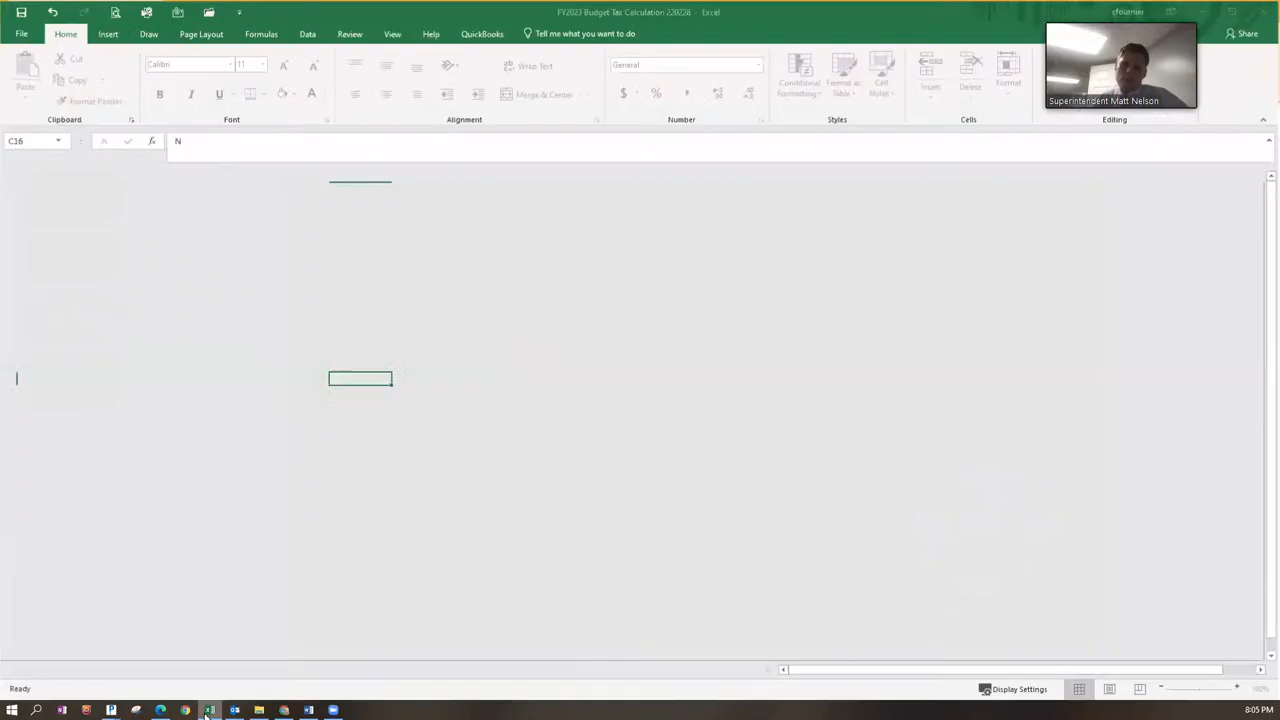 FY2023 Budget Tax Calculation 220228 - Excel
cfournier
File Home Insert Draw Page Layout Formulas Data Review View Help QuickBooks Tell me what you want to do Share
Paste
Cut
Copy
Format Painter
Clipboard
Calibri 11
B I U
Font
Wrap Text
Merge & Center
Alignment
General
$ % ,
Number
Conditional Formatting
Format as Table
Cell Styles
Styles
Insert
Delete
Format
Cells
Editing
Superintendent Matt Nelson
C16 fx N
Ready
Display Settings
100%
8:05 PM